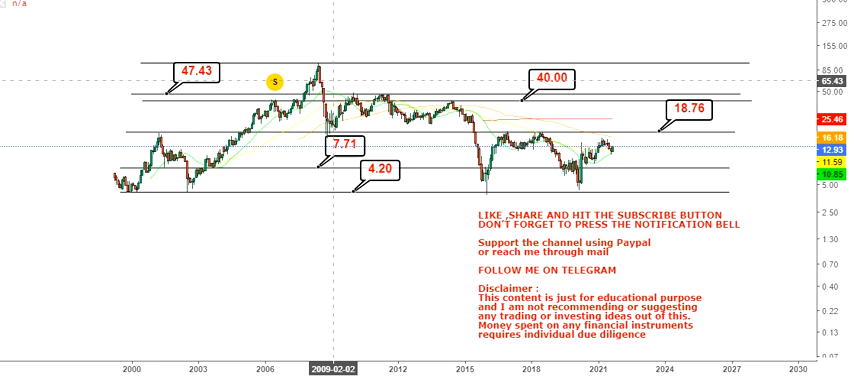 n/a
300.00
275.00
155.00
85.00
65.43
50.00
47.43
S
40.00
18.76
25.46
16.18
7.71
12.93
11.59
4.20
10.85
5.00
LIKE ,SHARE AND HIT THE SUBSCRIBE BUTTON
DON'T FORGET TO PRESS THE NOTIFICATION BELL
2.50
Support the channel using Paypal
or reach me through mail
1.30
FOLLOW ME ON TELEGRAM
0.70
Disclaimer :
0.40
This content is just for educational purpose
and I am not recommending or suggesting
any trading or investing ideas out of this.
0.22
Money spent on any financial instruments
requires individual due diligence
0.13
0.07
2000
2003
2006
2009-02-02
2012
2015
2018
2021
2024
2027
2030